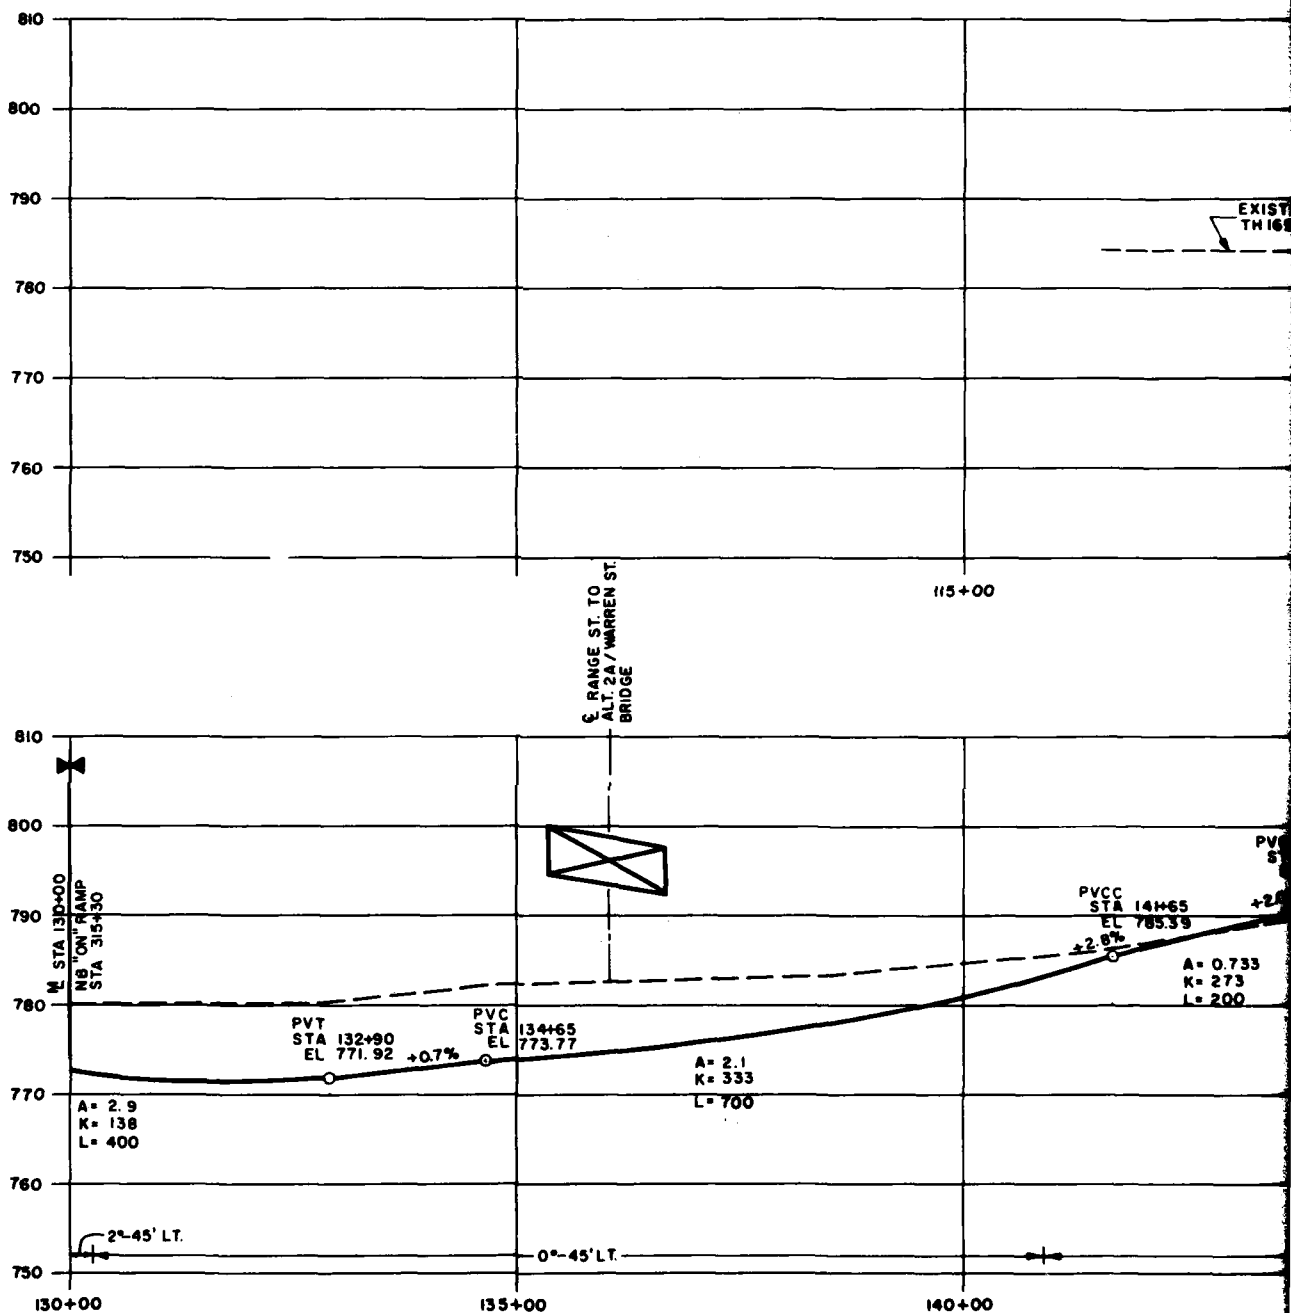 810
800
790
EXIST.
TH 169
780
770
760
750
115+00
℄ RANGE ST. TO
ALT. 2A / WARREN ST.
BRIDGE
810
800
790
780
770
760
750
STA 1310+00
NB "ON" RAMP
STA 315+30
PVT
STA 132+90
EL 771.92
+0.7%
PVC
STA 134+65
EL 773.77
PVCC
STA 141+65
EL 785.39
+2.8%
A= 2.9
K= 138
L= 400
A= 2.1
K= 333
L= 700
A= 0.733
K= 273
L= 200
2°-45' LT.
0°-45' LT.
130+00
135+00
140+00